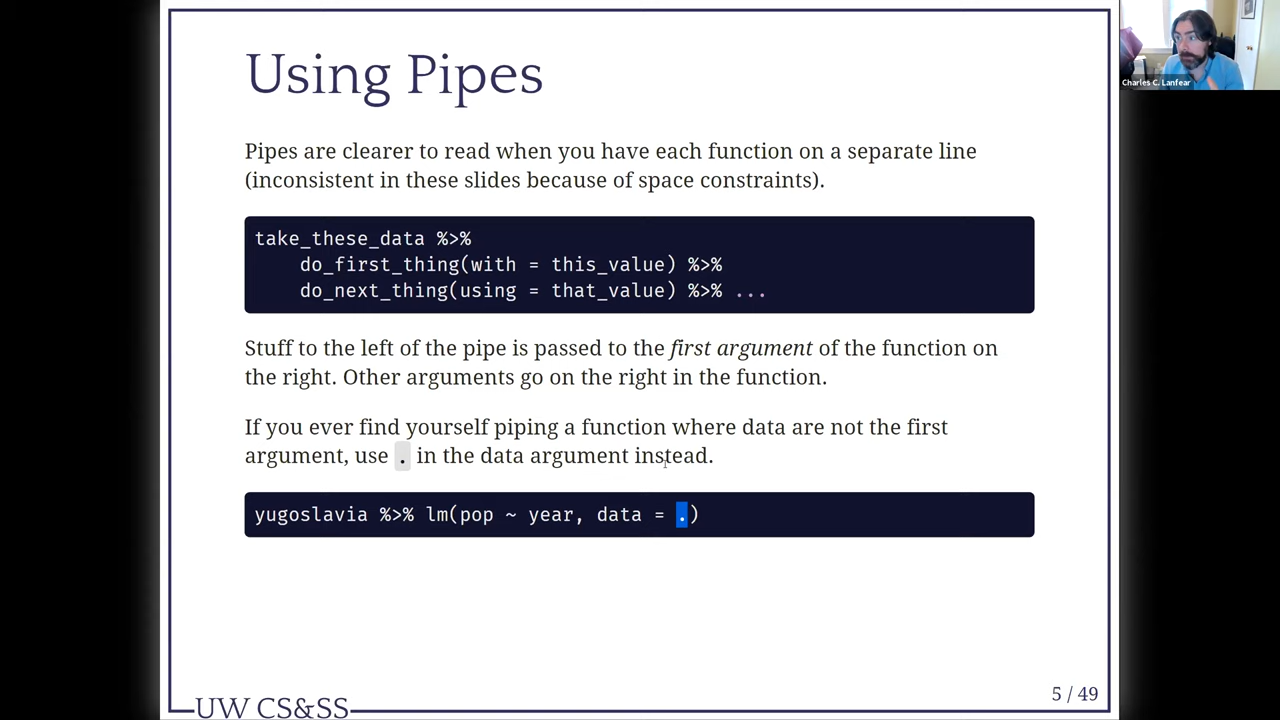 Using Pipes
Charles C. Lanfear
Pipes are clearer to read when you have each function on a separate line
(inconsistent in these slides because of space constraints).
take_these_data %>%
do_first_thing(with = this_value) %>%
do_next_thing(using = that_value) %>% ...
Stuff to the left of the pipe is passed to the first argument of the function on
the right. Other arguments go on the right in the function.
If you ever find yourself piping a function where data are not the first
argument, use . in the data argument instead.
yugoslavia %>% lm(pop ~ year, data = .)
UW CS&SS
5 / 49